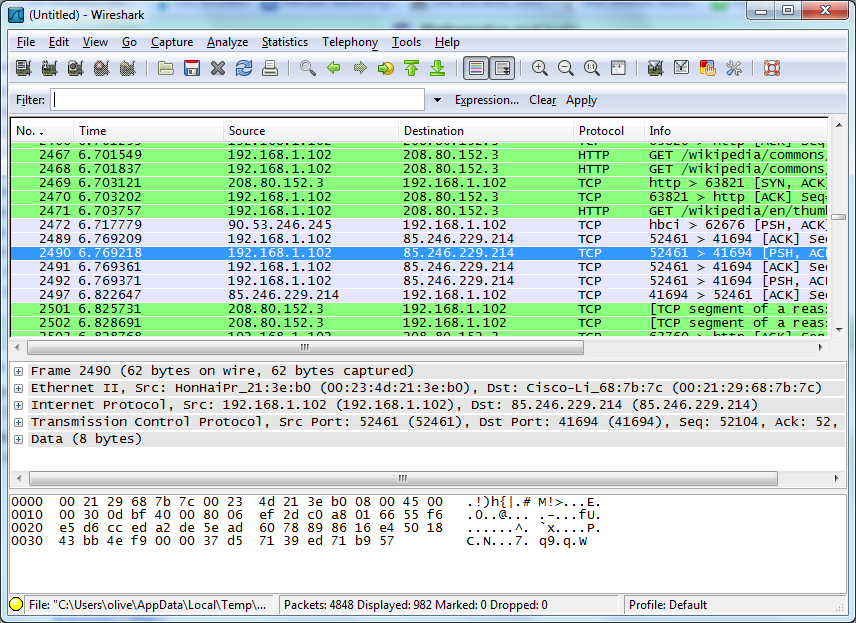 (Untitled) - Wireshark
File Edit View Go Capture Analyze Statistics Telephony Tools Help
Filter: Expression... Clear Apply
No. . Time Source Destination Protocol Info
2467 6.701549 192.168.1.102 208.80.152.3 HTTP GET /wikipedia/commons,
2468 6.701837 192.168.1.102 208.80.152.3 HTTP GET /wikipedia/commons,
2469 6.703121 208.80.152.3 192.168.1.102 TCP http > 63821 [SYN, ACK
2470 6.703202 192.168.1.102 208.80.152.3 TCP 63821 > http [ACK] Seq
2471 6.703757 192.168.1.102 208.80.152.3 HTTP GET /wikipedia/en/thum
2472 6.717779 90.53.246.245 192.168.1.102 TCP hbci > 62676 [PSH, ACK
2489 6.769209 192.168.1.102 85.246.229.214 TCP 52461 > 41694 [ACK] Seq
2490 6.769218 192.168.1.102 85.246.229.214 TCP 52461 > 41694 [PSH, ACK
2491 6.769361 192.168.1.102 85.246.229.214 TCP 52461 > 41694 [ACK] Seq
2492 6.769371 192.168.1.102 85.246.229.214 TCP 52461 > 41694 [PSH, ACK
2497 6.822647 85.246.229.214 192.168.1.102 TCP 41694 > 52461 [ACK] Seq
2501 6.825731 208.80.152.3 192.168.1.102 TCP [TCP segment of a reas
2502 6.828691 208.80.152.3 192.168.1.102 TCP [TCP segment of a reas
Frame 2490 (62 bytes on wire, 62 bytes captured)
Ethernet II, Src: HonHaiPr_21:3e:b0 (00:23:4d:21:3e:b0), Dst: Cisco-Li_68:7b:7c (00:21:29:68:7b:7c)
Internet Protocol, Src: 192.168.1.102 (192.168.1.102), Dst: 85.246.229.214 (85.246.229.214)
Transmission Control Protocol, Src Port: 52461 (52461), Dst Port: 41694 (41694), Seq: 52104, Ack: 52,
Data (8 bytes)
0000 00 21 29 68 7b 7c 00 23 4d 21 3e b0 08 00 45 00 .!)h{|.# M!>...E.
0010 00 30 0d bf 40 00 80 06 ef 2d c0 a8 01 66 55 f6 .0..@... .-...fU.
0020 e5 d6 cc ed a2 de 5e ad 60 78 89 86 16 e4 50 18 ......^. `x....P.
0030 43 bb 4e f9 00 00 37 d5 71 39 ed 71 b9 57 C.N...7. q9.q.W
File: "C:\Users\olive\AppData\Local\Temp\... Packets: 4848 Displayed: 982 Marked: 0 Dropped: 0 Profile: Default